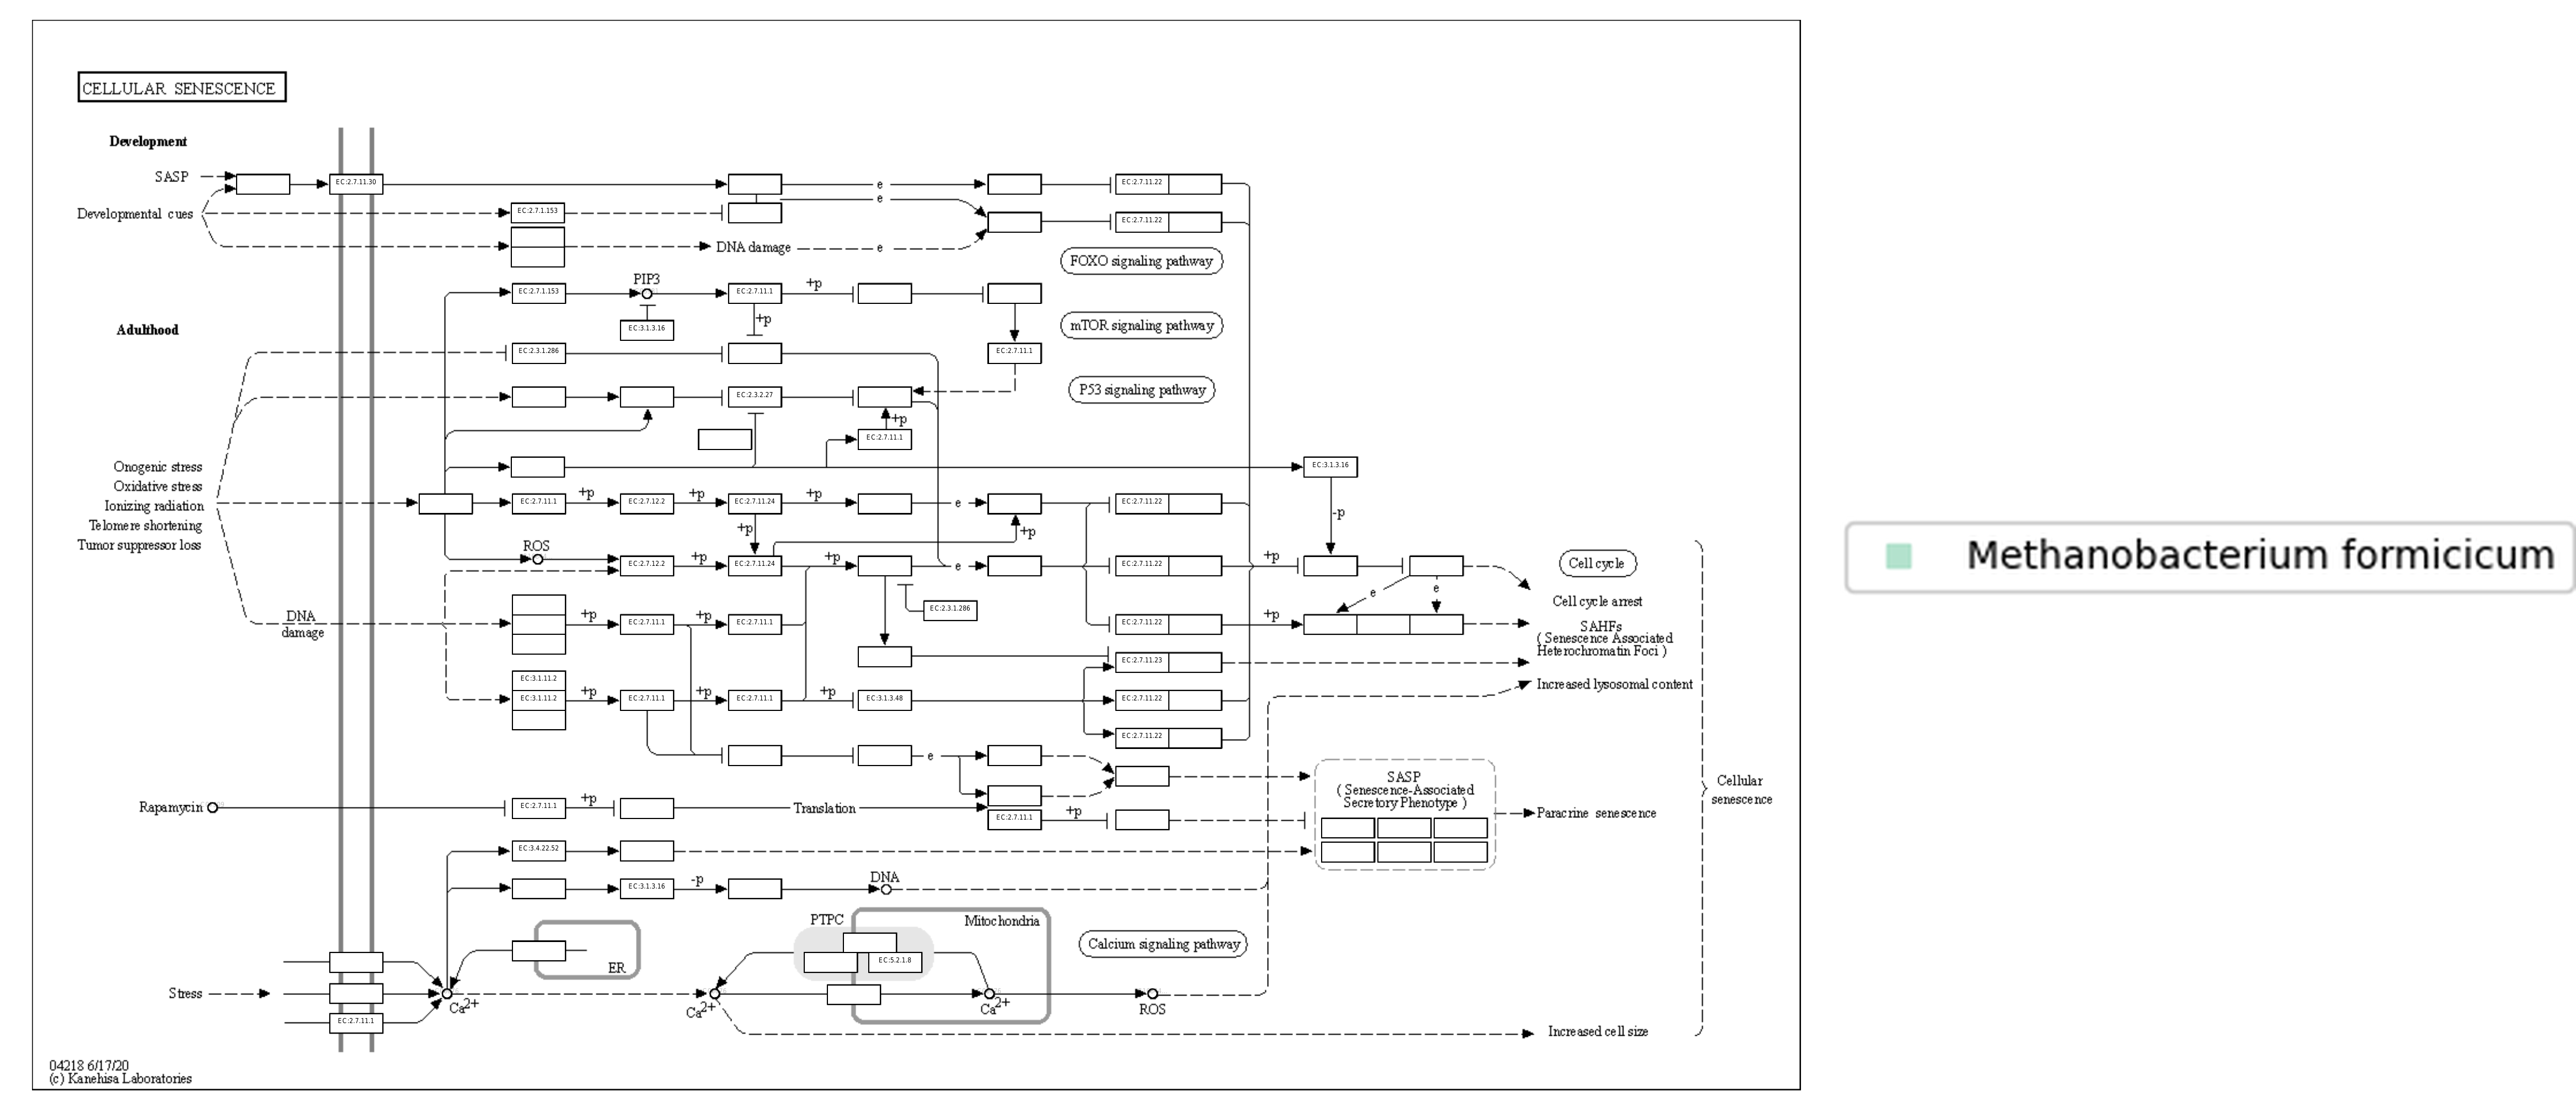 CELLULAR SENESCENCE
Development
SASP
EC:2.7.11.30
e
EC:2.7.11.22
Developmental cues
EC:2.7.1.153
e
EC:2.7.11.22
DNA damage
e
FOXO signaling pathway
PIP3
EC:2.7.1.153
EC:2.7.11.1
+p
EC:3.1.3.16
+p
mTOR signaling pathway
Adulthood
EC:2.3.1.286
EC:2.7.11.1
EC:2.3.2.27
P53 signaling pathway
+p
EC:2.7.11.1
Onogenic stress
Oxidative stress
Ionizing radiation
Telomere shortening
Tumor suppressor loss
EC:3.1.3.16
EC:2.7.11.1
+p
EC:2.7.12.2
+p
EC:2.7.11.24
+p
e
EC:2.7.11.22
-p
+p
+p
ROS
EC:2.7.12.2
+p
EC:2.7.11.24
+p
e
EC:2.7.11.22
+p
Cell cycle
e
e
Cell cycle arrest
EC:2.3.1.286
DNA
damage
+p
EC:2.7.11.1
+p
EC:2.7.11.1
EC:2.7.11.22
+p
SAHFs
( Senescence Associated
Heterochromatin Foci )
EC:2.7.11.23
Increased lysosomal content
EC:3.1.11.2
EC:3.1.11.2
+p
EC:2.7.11.1
+p
EC:2.7.11.1
+p
EC:3.1.3.48
EC:2.7.11.22
EC:2.7.11.22
e
SASP
( Senescence-Associated
Secretory Phenotype )
Cellular
senescence
Rapamycin
EC:2.7.11.1
+p
Translation
EC:2.7.11.1
+p
Paracrine senescence
EC:3.4.22.52
EC:3.1.3.16
-p
DNA
PTPC
Mitochondria
Calcium signaling pathway
EC:5.2.1.8
ER
Stress
Ca2+
Ca2+
Ca2+
ROS
EC:2.7.11.1
Increased cell size
04218 6/17/20
(c) Kanehisa Laboratories
Methanobacterium formicicum